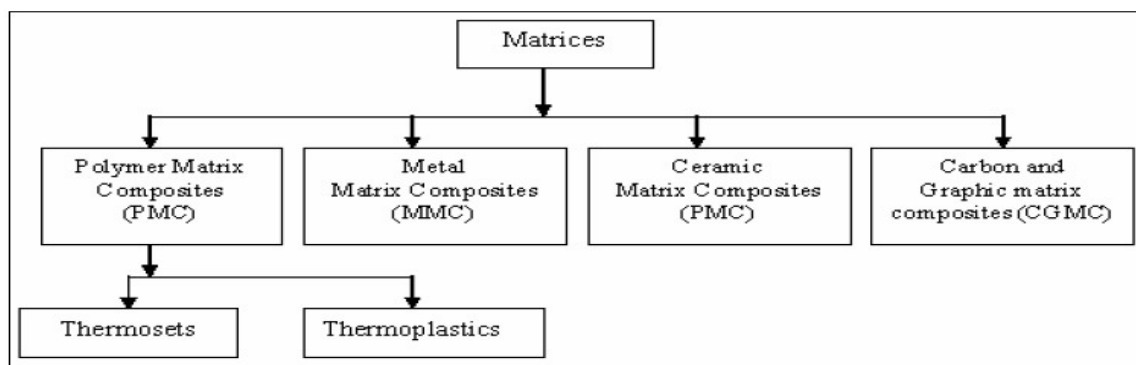 Matrices
Polymer Matrix
Composites
(PMC)
Metal
Matrix Composites
(MMC)
Ceramic
Matrix Composites
(PMC)
Carbon and
Graphic matrix
composites (CGMC)
Thermosets
Thermoplastics